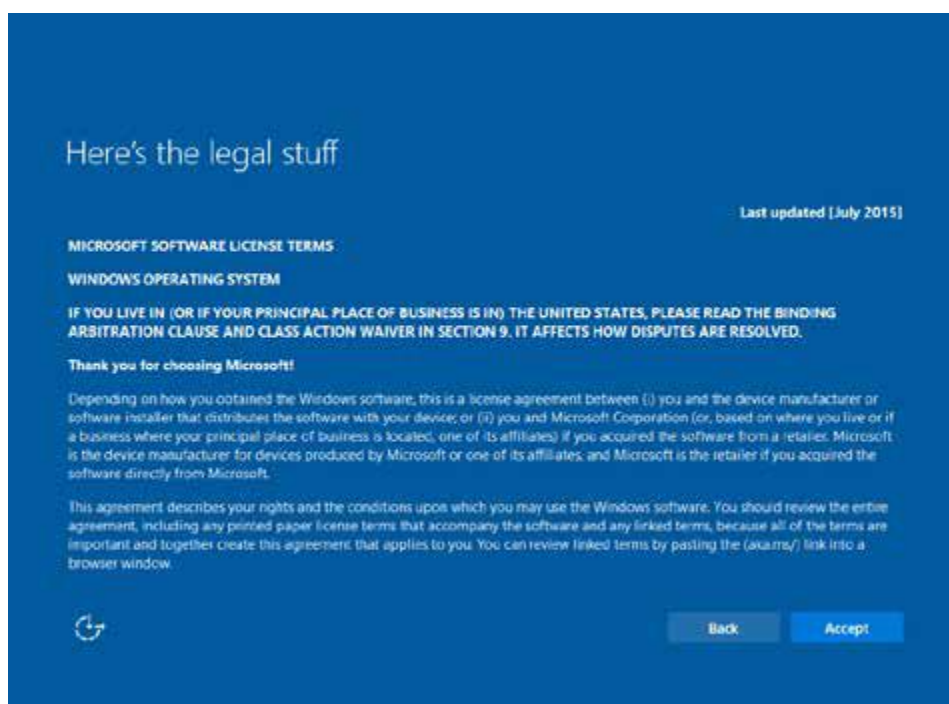 Here's the legal stuff
Last updated [July 2015]
MICROSOFT SOFTWARE LICENSE TERMS
WINDOWS OPERATING SYSTEM
IF YOU LIVE IN (OR IF YOUR PRINCIPAL PLACE OF BUSINESS IS IN) THE UNITED STATES, PLEASE READ THE BINDING
ARBITRATION CLAUSE AND CLASS ACTION WAIVER IN SECTION 9. IT AFFECTS HOW DISPUTES ARE RESOLVED.
Thank you for choosing Microsoft!
Depending on how you obtained the Windows software, this is a license agreement between (i) you and the device manufacturer or
software installer that distributes the software with your device; or (ii) you and Microsoft Corporation (or, based on where you live or if
a business where your principal place of business is located, one of its affiliates) if you acquired the software from a retailer. Microsoft
is the device manufacturer for devices produced by Microsoft or one of its affiliates, and Microsoft is the retailer if you acquired the
software directly from Microsoft.
This agreement describes your rights and the conditions upon which you may use the Windows software. You should review the entire
agreement, including any printed paper license terms that accompany the software and any linked terms, because all of the terms are
important and together create this agreement that applies to you. You can review linked terms by pasting the (aka.ms/) link into a
browser window.
Back
Accept